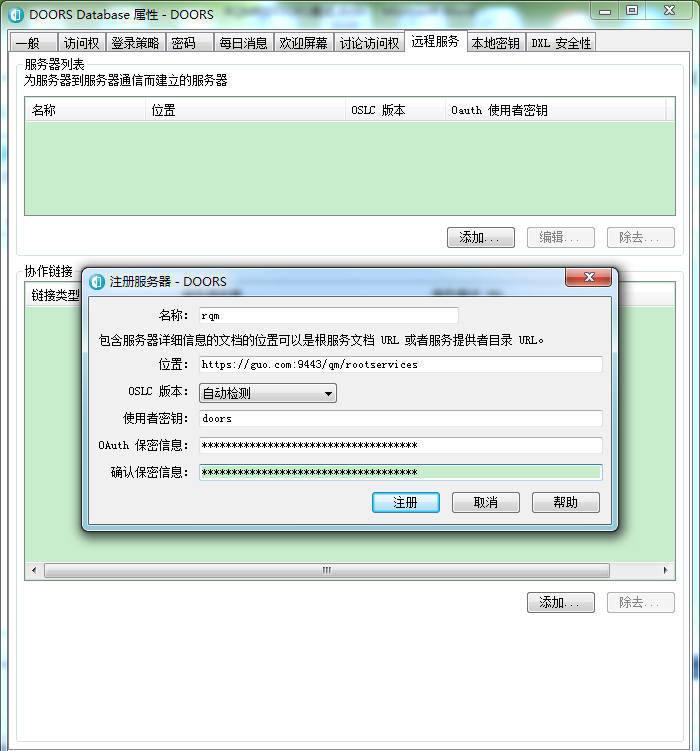 DOORS Database 属性 - DOORS
一般 访问权 登录策略 密码 每日消息 欢迎屏幕 讨论访问权 远程服务 本地密钥 DXL 安全性
服务器列表
为服务器到服务器通信而建立的服务器
名称 位置 OSLC 版本 Oauth 使用者密钥
添加... 编辑... 除去...
协作链接
链接类型
注册服务器 - DOORS
名称: rqm
包含服务器详细信息的文档的位置可以是根服务文档 URL 或者服务提供者目录 URL。
位置: https://guo.com:9443/qm/rootservices
OSLC 版本: 自动检测
使用者密钥: doors
OAuth 保密信息: ************************************
确认保密信息: ************************************
注册 取消 帮助
添加... 除去...